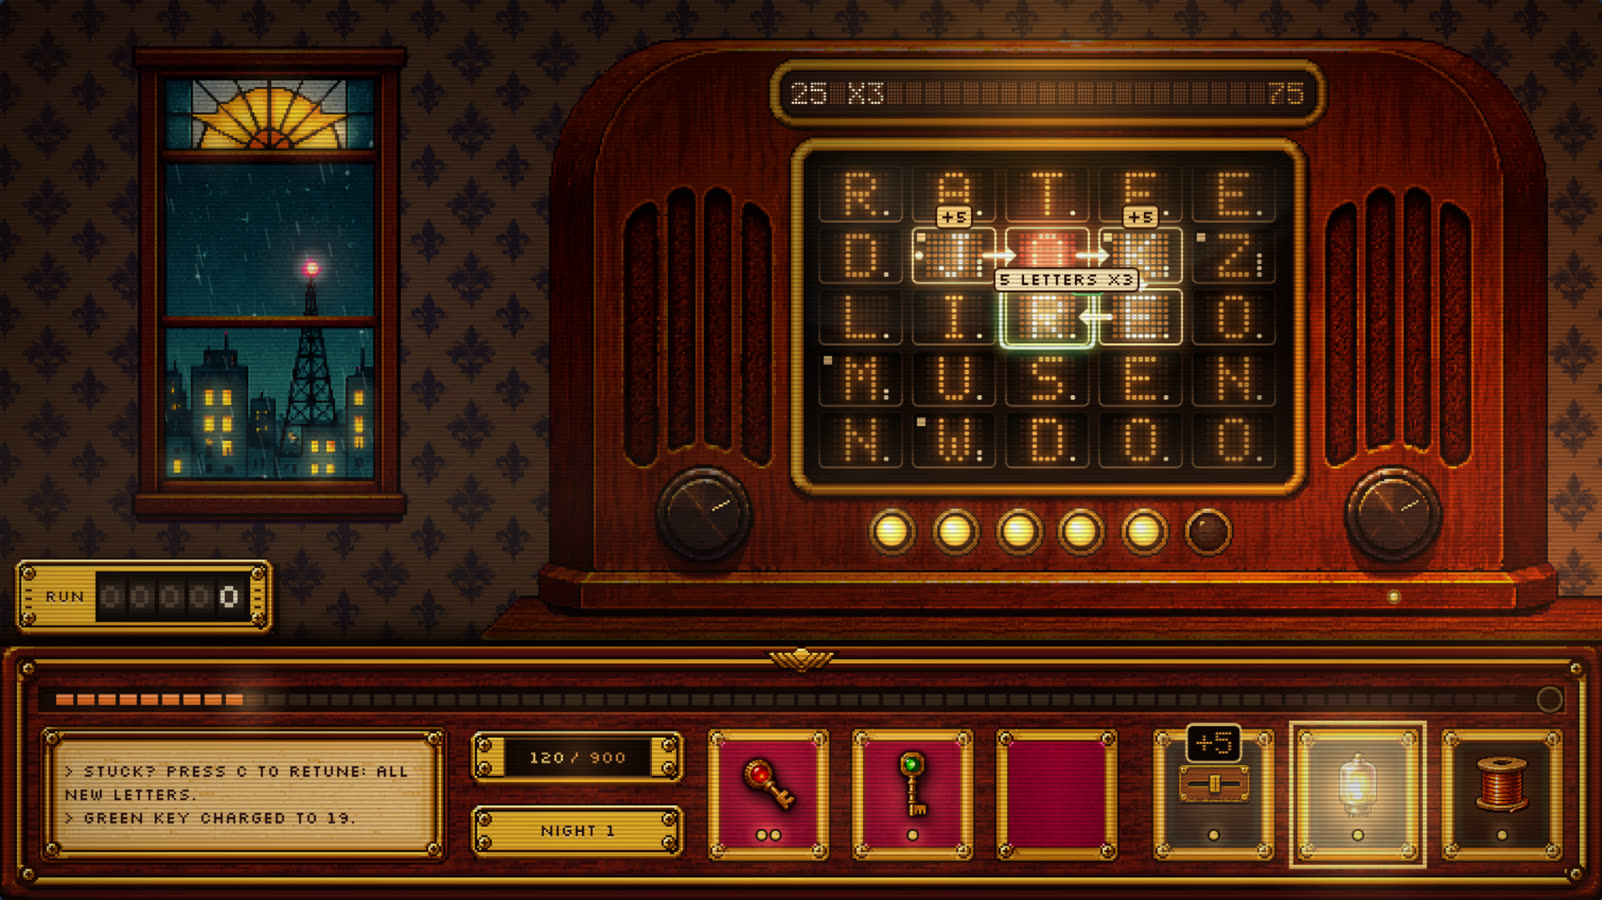 25 X3 75
R A T E E
+5 +5
D J O K Z
5 LETTERS X3
L I R E O
M U S E N
N W D O O
RUN 00000
> STUCK? PRESS C TO RETUNE: ALL
NEW LETTERS.
> GREEN KEY CHARGED TO 19.
120/ 900
NIGHT 1
+5